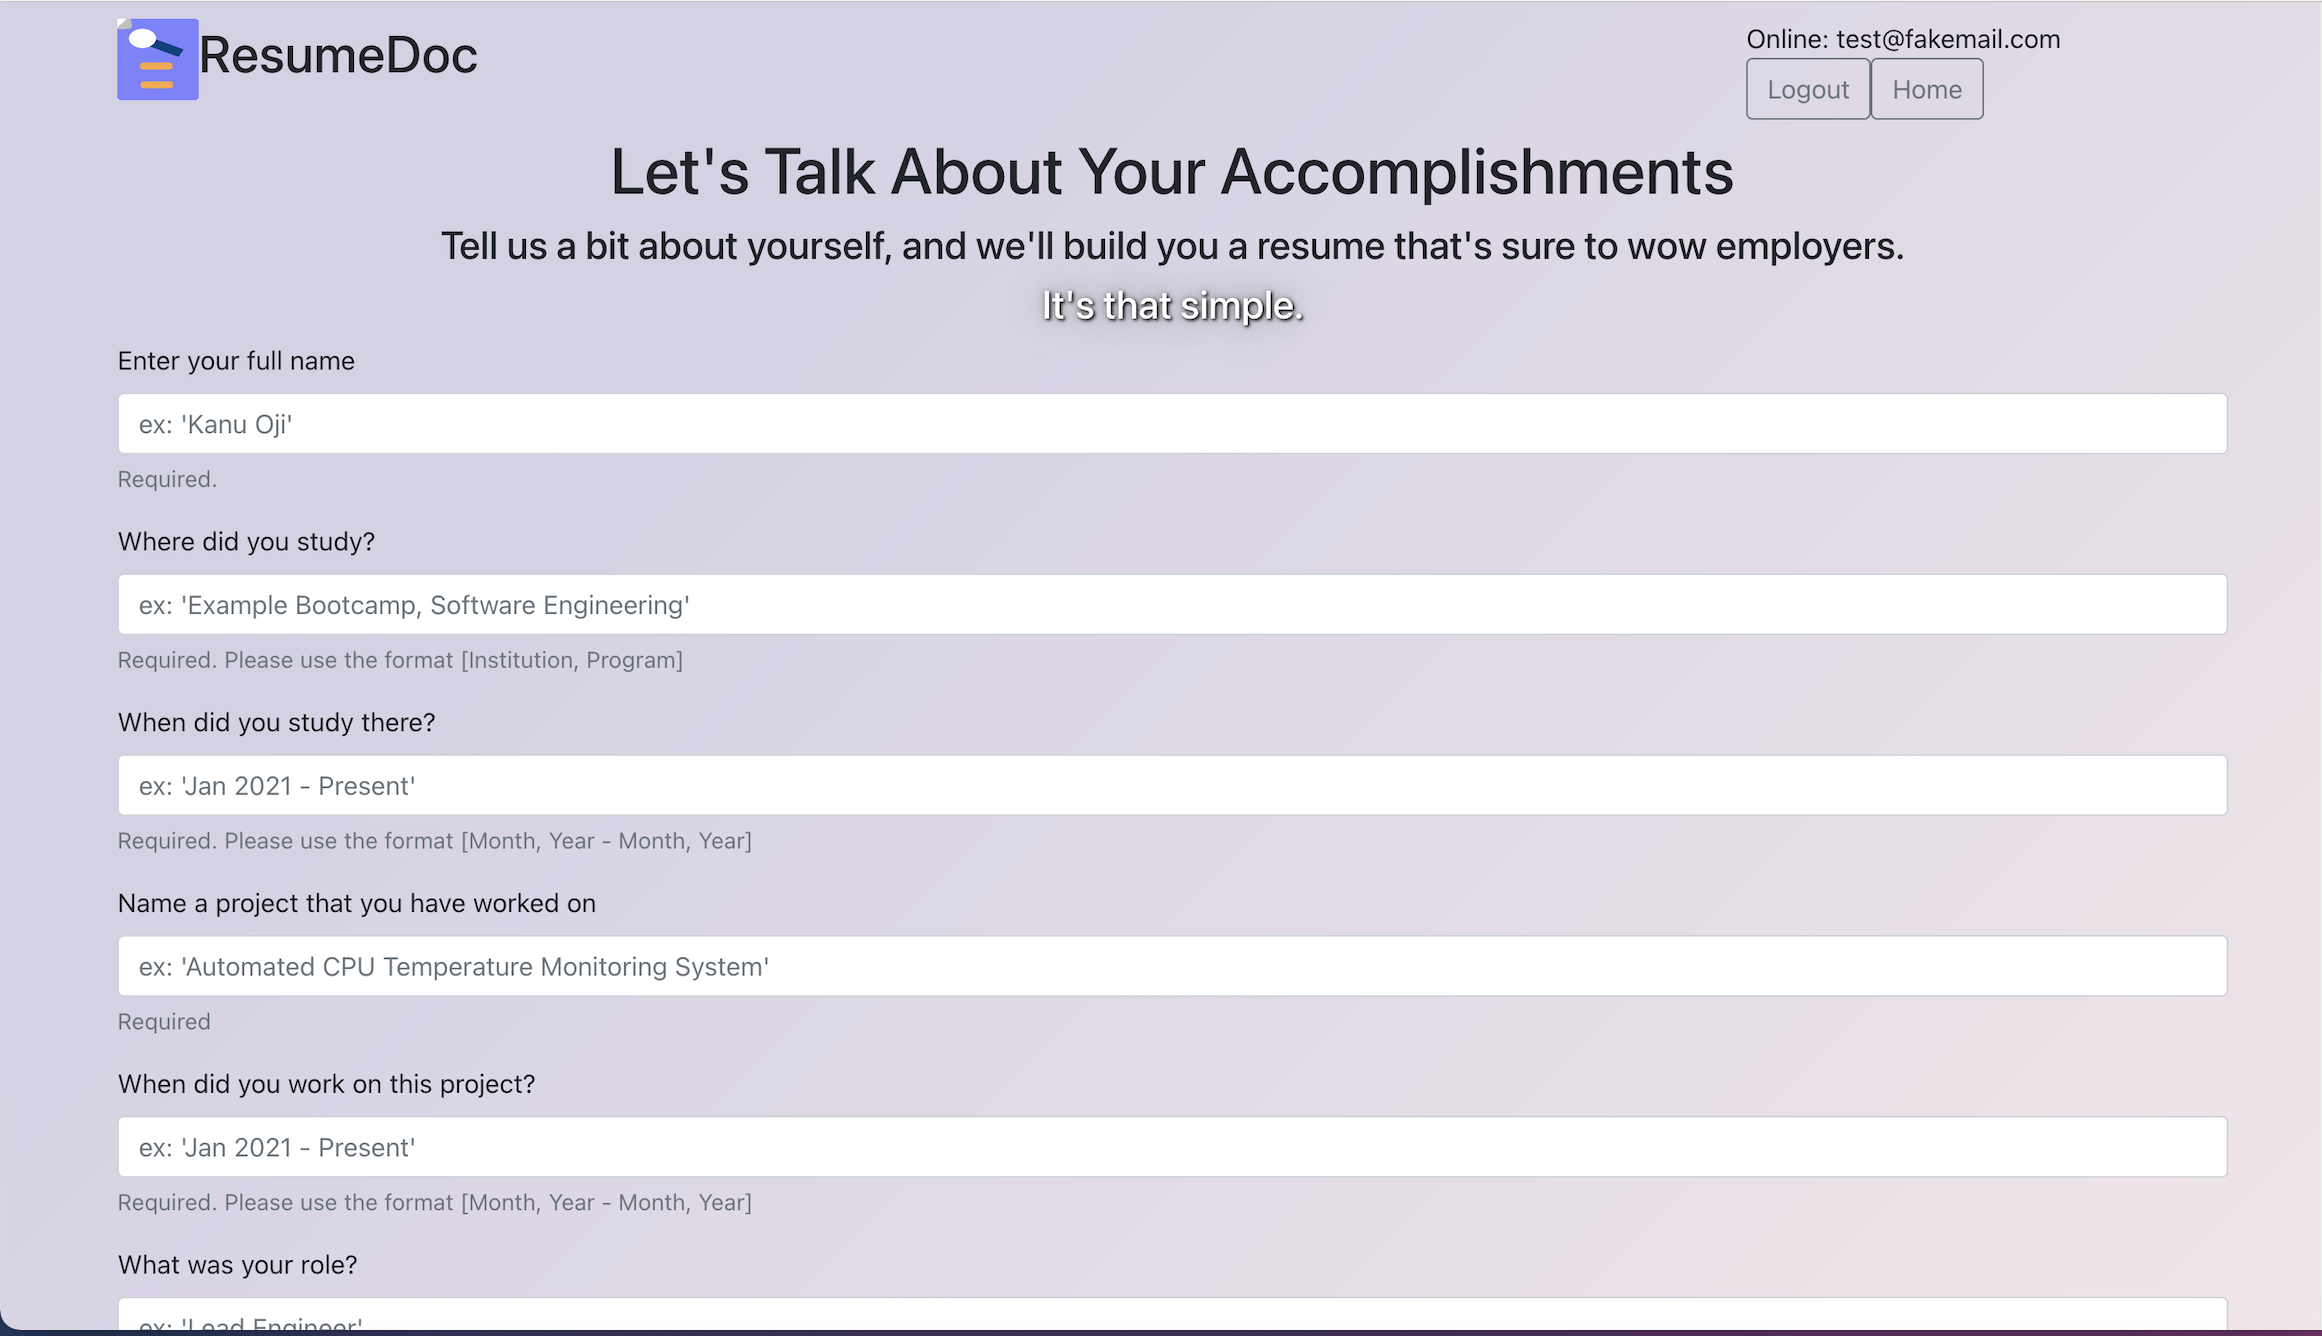 ResumeDoc
Online: test@fakemail.com
Logout Home
Let's Talk About Your Accomplishments
Tell us a bit about yourself, and we'll build you a resume that's sure to wow employers.
It's that simple.
Enter your full name
ex: 'Kanu Oji'
Required.
Where did you study?
ex: 'Example Bootcamp, Software Engineering'
Required. Please use the format [Institution, Program]
When did you study there?
ex: 'Jan 2021 - Present'
Required. Please use the format [Month, Year - Month, Year]
Name a project that you have worked on
ex: 'Automated CPU Temperature Monitoring System'
Required
When did you work on this project?
ex: 'Jan 2021 - Present'
Required. Please use the format [Month, Year - Month, Year]
What was your role?
ex: 'Lead Engineer'